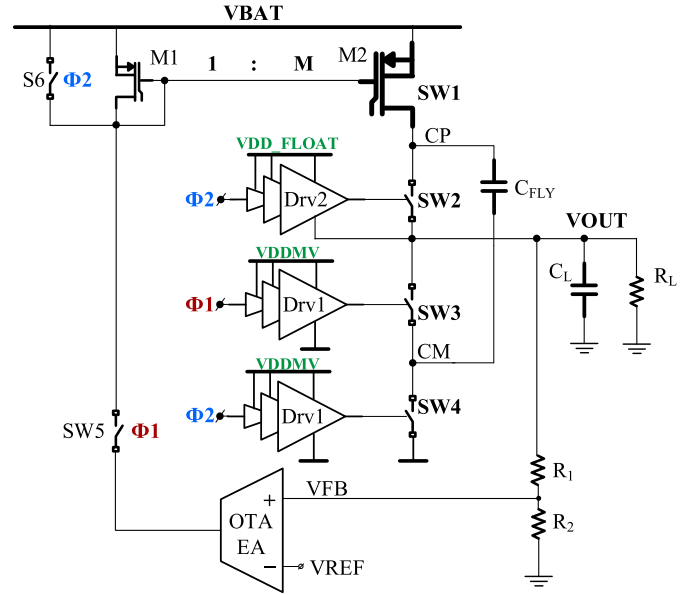 VBAT
M1
1 : M
M2
S6 Φ2
SW1
CP
VDD_FLOAT
CFLY
Φ2
Drv2
SW2
VOUT
VDDMV
CL
RL
Φ1
Drv1
SW3
CM
VDDMV
Φ2
Drv1
SW4
SW5 Φ1
R1
VFB
+
OTA
EA
R2
−
VREF